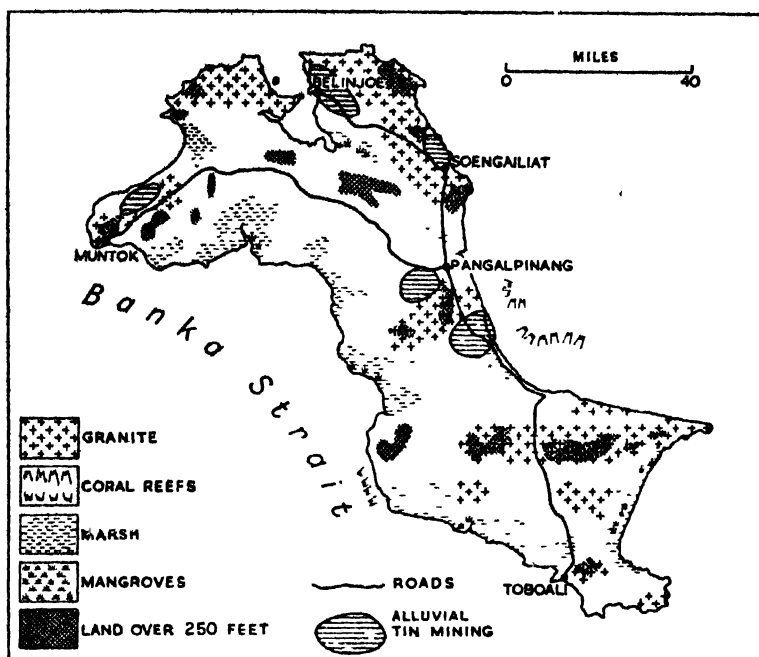 MILES
0 40
BELINJOE
SOENGAILIAT
MUNTOK
PANGALPINANG
Banka Strait
TOBOALI
GRANITE
CORAL REEFS
MARSH
MANGROVES
LAND OVER 250 FEET
ROADS
ALLUVIAL
TIN MINING